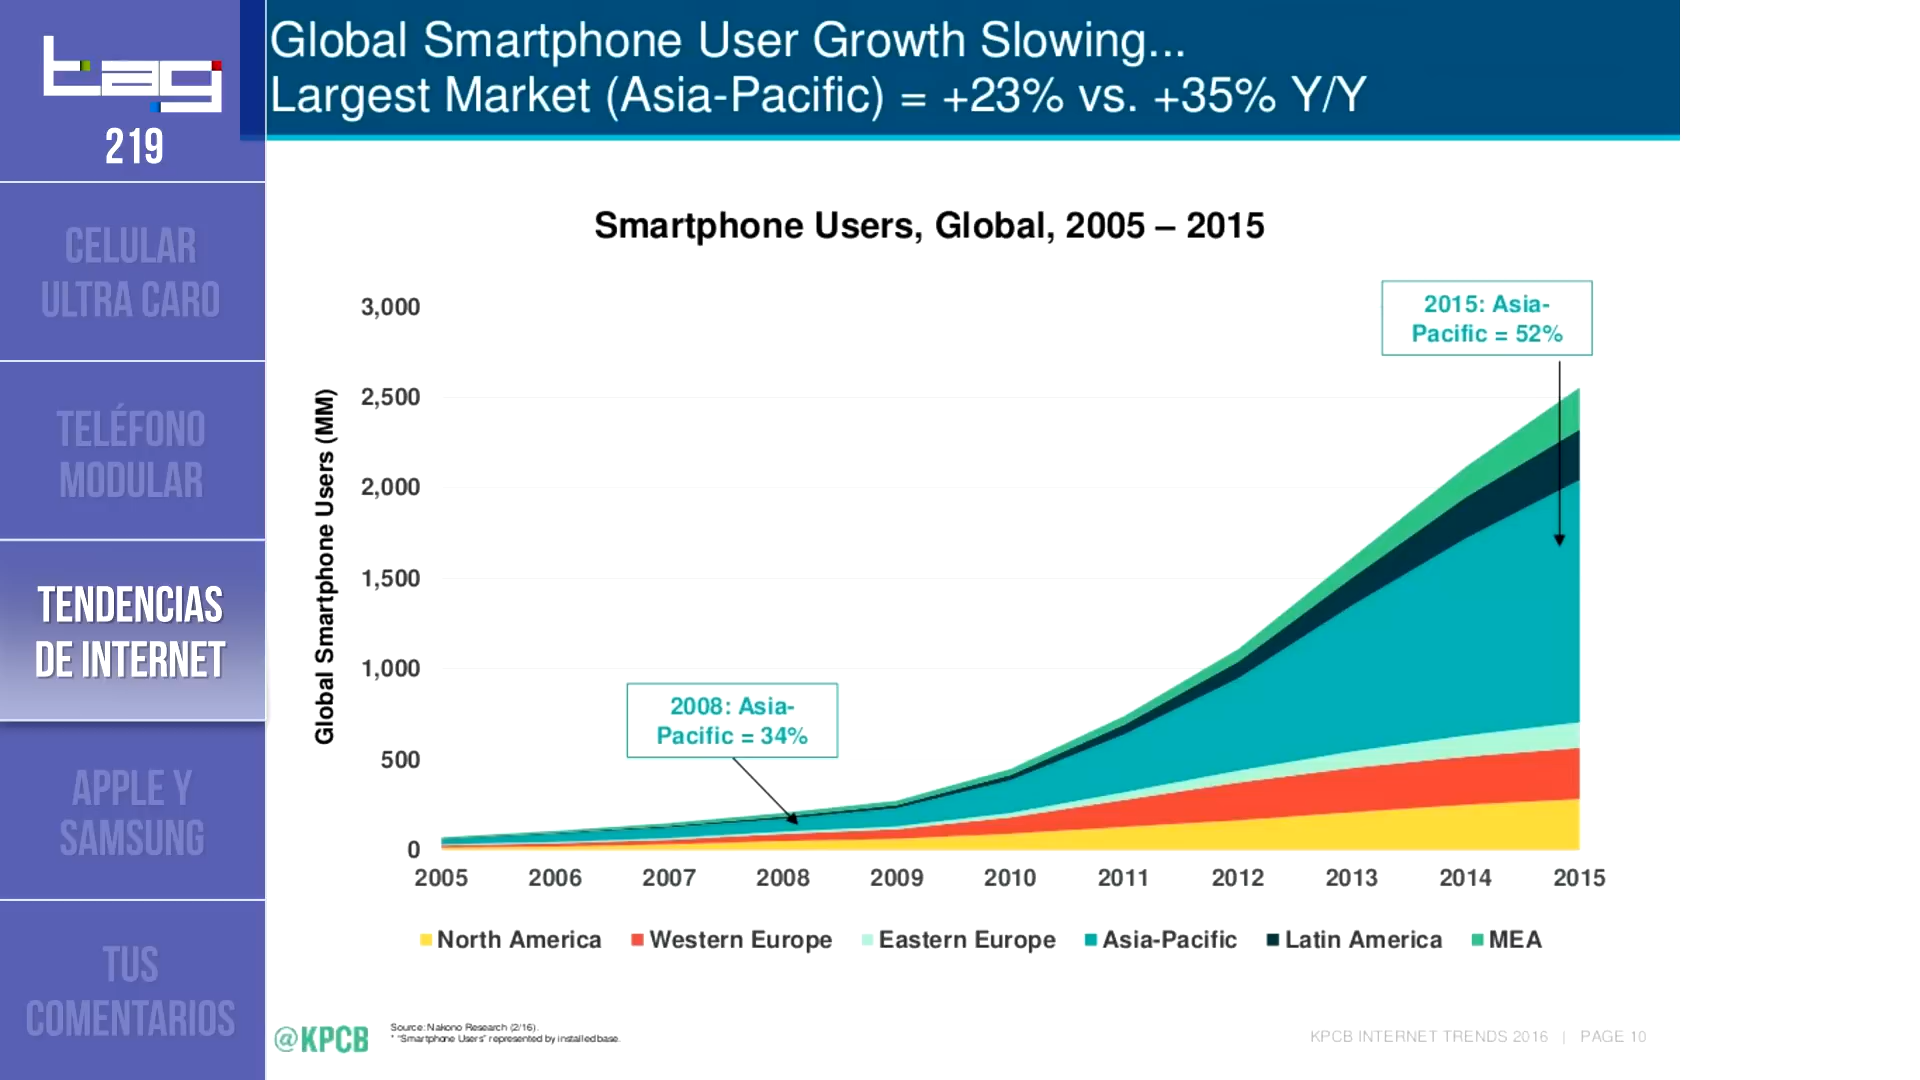 tag
219
CELULAR
ULTRA CARO
TELÉFONO
MODULAR
TENDENCIAS
DE INTERNET
APPLE Y
SAMSUNG
TUS
COMENTARIOS
Global Smartphone User Growth Slowing...
Largest Market (Asia-Pacific) = +23% vs. +35% Y/Y
Smartphone Users, Global, 2005 – 2015
Global Smartphone Users (MM)
3,000
2,500
2,000
1,500
1,000
500
0
2015: Asia-
Pacific = 52%
2008: Asia-
Pacific = 34%
2005 2006 2007 2008 2009 2010 2011 2012 2013 2014 2015
North America Western Europe Eastern Europe Asia-Pacific Latin America MEA
@KPCB
Source: Nakono Research (2/16).
* "Smartphone Users" represented by installed base.
KPCB INTERNET TRENDS 2016 | PAGE 10